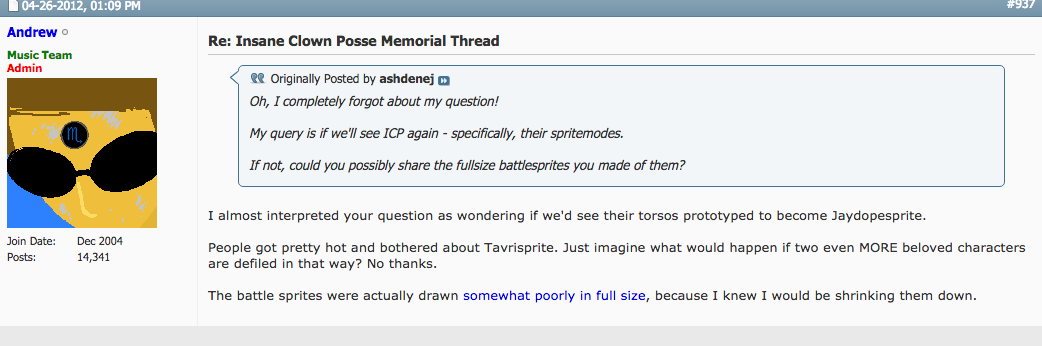 04-26-2012, 01:09 PM
#937
Andrew
Music Team
Admin
♏
Join Date: Dec 2004
Posts: 14,341
Re: Insane Clown Posse Memorial Thread
Originally Posted by ashdenej
Oh, I completely forgot about my question!
My query is if we'll see ICP again - specifically, their spritemodes.
If not, could you possibly share the fullsize battlesprites you made of them?
I almost interpreted your question as wondering if we'd see their torsos prototyped to become Jaydopesprite.
People got pretty hot and bothered about Tavrisprite. Just imagine what would happen if two even MORE beloved characters
are defiled in that way? No thanks.
The battle sprites were actually drawn somewhat poorly in full size, because I knew I would be shrinking them down.